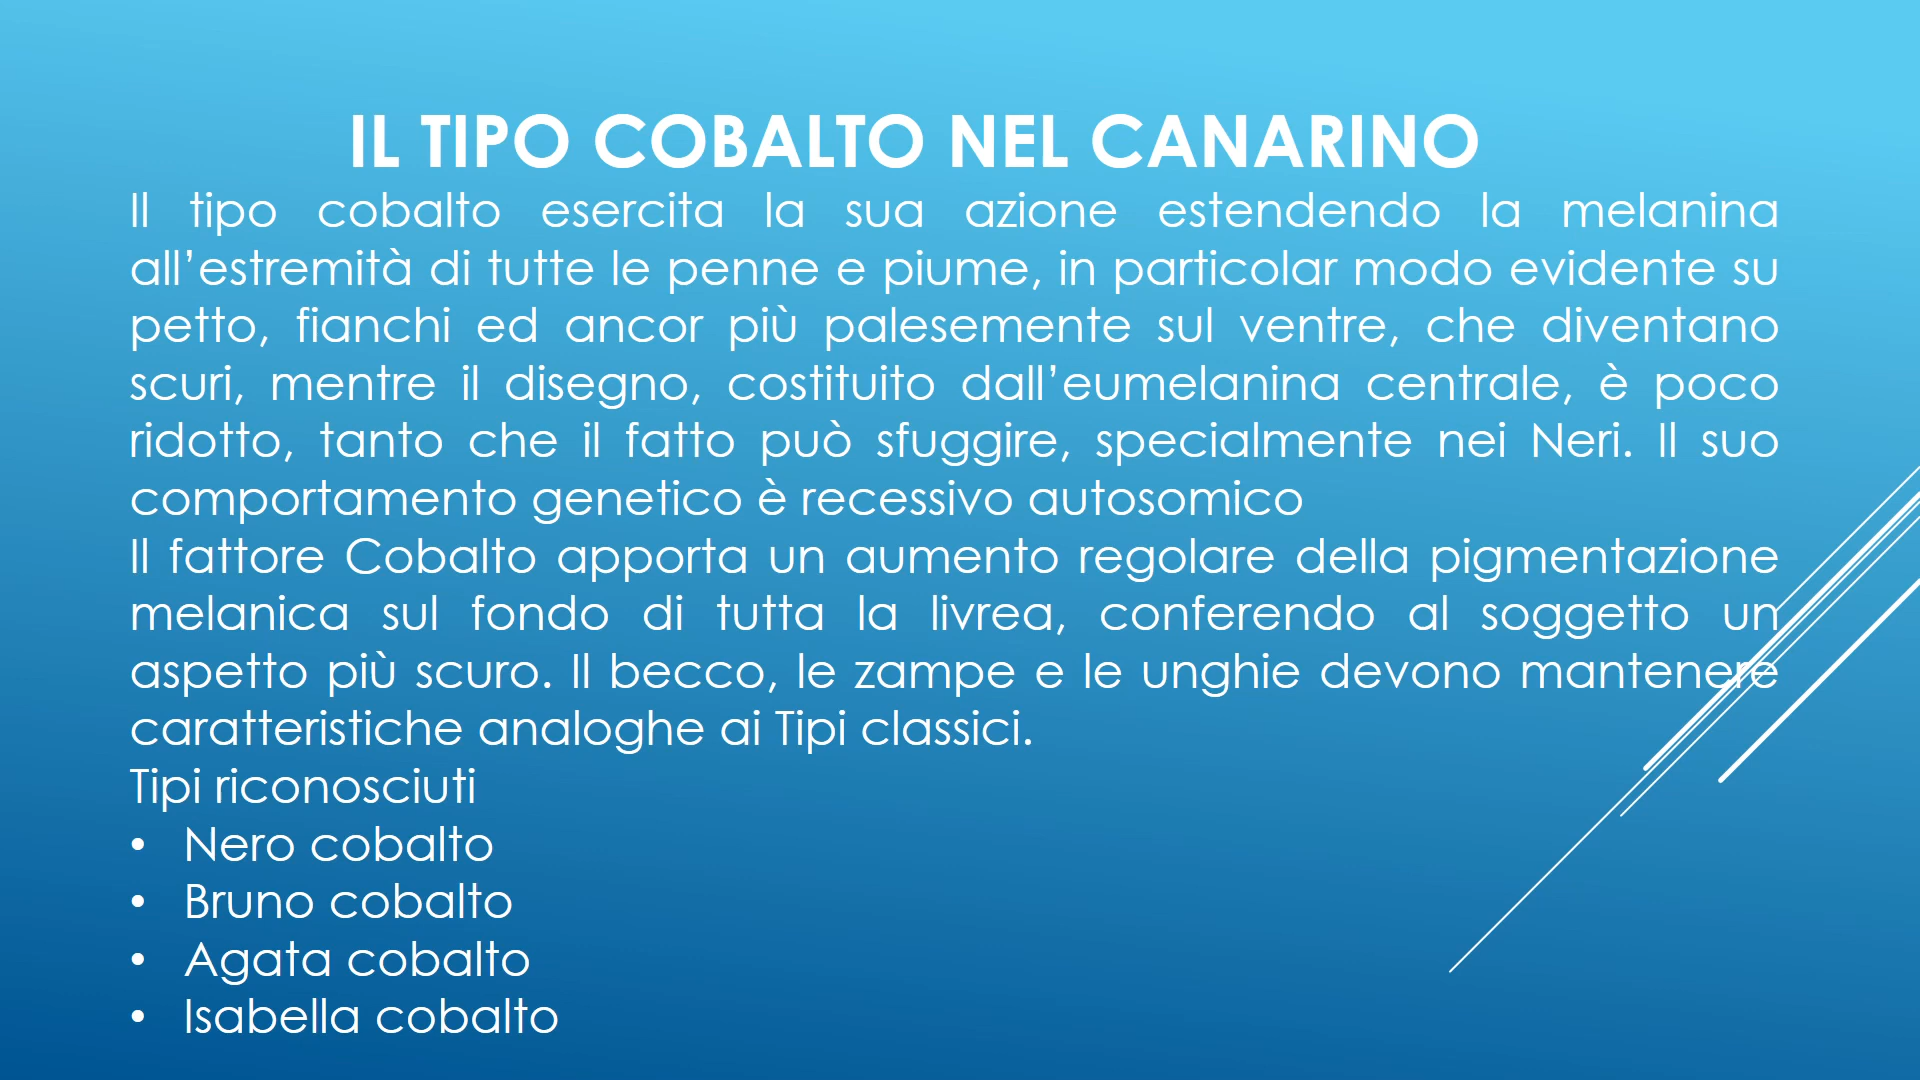 IL TIPO COBALTO NEL CANARINO
Il tipo cobalto esercita la sua azione estendendo la melanina
all’estremità di tutte le penne e piume, in particolar modo evidente su
petto, fianchi ed ancor più palesemente sul ventre, che diventano
scuri, mentre il disegno, costituito dall’eumelanina centrale, è poco
ridotto, tanto che il fatto può sfuggire, specialmente nei Neri. Il suo
comportamento genetico è recessivo autosomico
Il fattore Cobalto apporta un aumento regolare della pigmentazione
melanica sul fondo di tutta la livrea, conferendo al soggetto un
aspetto più scuro. Il becco, le zampe e le unghie devono mantenere
caratteristiche analoghe ai Tipi classici.
Tipi riconosciuti
• Nero cobalto
• Bruno cobalto
• Agata cobalto
• Isabella cobalto